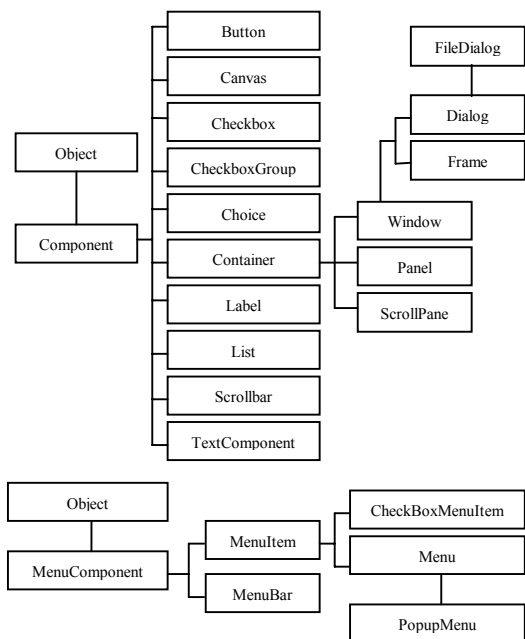 Button
FileDialog
Canvas
Dialog
Checkbox
Object
CheckboxGroup
Frame
Choice
Window
Component
Container
Panel
Label
ScrollPane
List
Scrollbar
TextComponent
Object
CheckBoxMenuItem
MenuItem
Menu
MenuComponent
MenuBar
PopupMenu